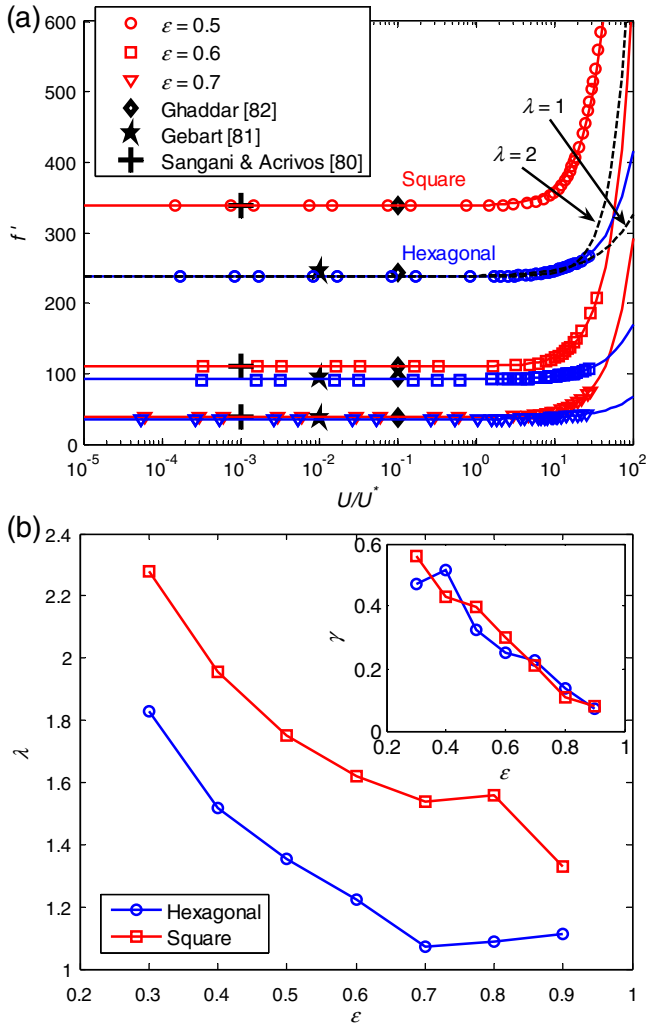 (a)
600
500
400
300
200
100
0
f'
ε = 0.5
ε = 0.6
ε = 0.7
Ghaddar [82]
Gebart [81]
Sangani & Acrivos [80]
λ = 1
λ = 2
Square
Hexagonal
10^-5 10^-4 10^-3 10^-2 10^-1 10^0 10^1 10^2
U/U*
(b)
2.4
2.2
2
1.8
1.6
1.4
1.2
1
λ
0.6
0.4
0.2
0
γ
0.2 0.4 0.6 0.8 1
ε
Hexagonal
Square
0.2 0.3 0.4 0.5 0.6 0.7 0.8 0.9 1
ε